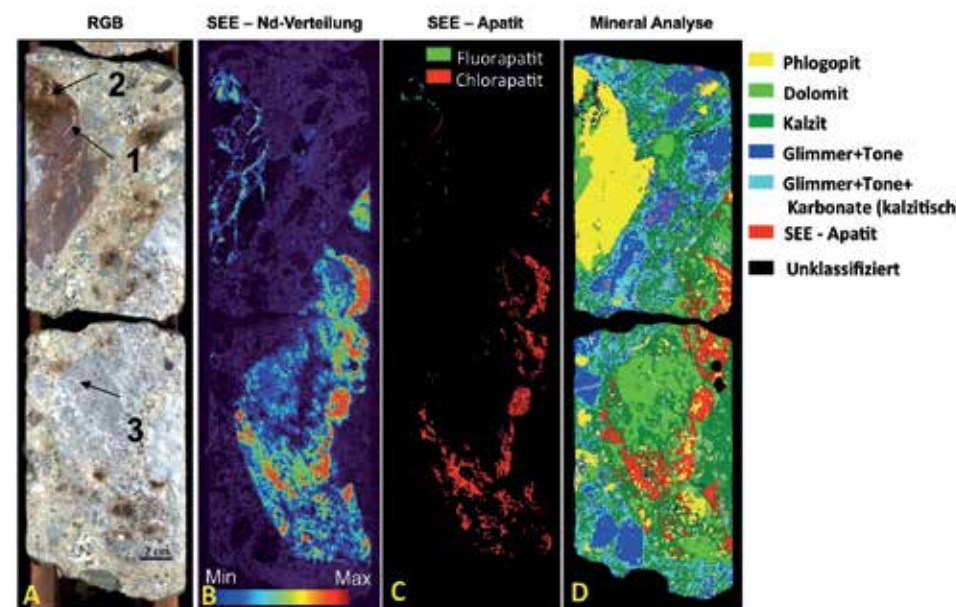 RGB
SEE – Nd-Verteilung
SEE – Apatit
Mineral Analyse
Fluorapatit
Chlorapatit
2
1
3
2 cm
A
Min
Max
B
C
D
Phlogopit
Dolomit
Kalzit
Glimmer+Tone
Glimmer+Tone+
Karbonate (kalzitisch
SEE - Apatit
Unklassifiziert